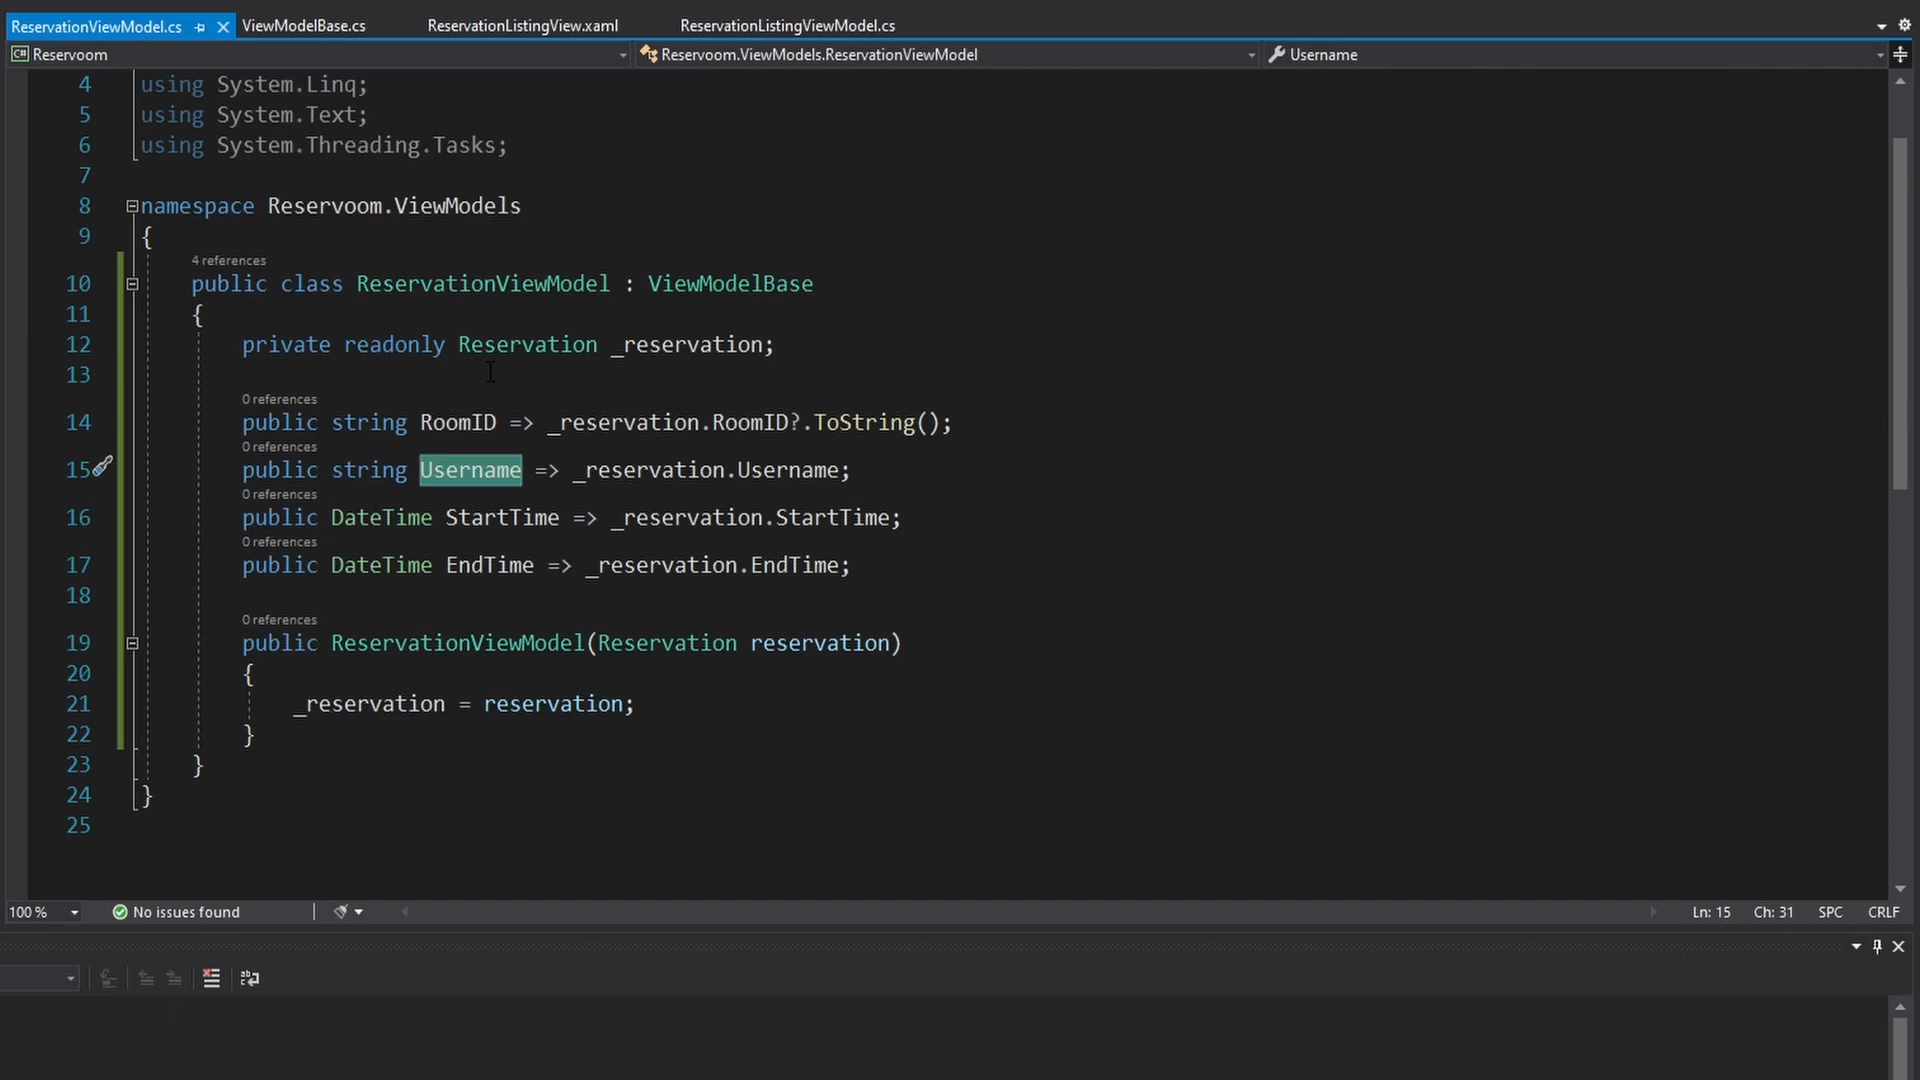 ReservationViewModel.cs ViewModelBase.cs ReservationListingView.xaml ReservationListingViewModel.cs
C# Reservoom Reservoom.ViewModels.ReservationViewModel Username
4 using System.Linq;
5 using System.Text;
6 using System.Threading.Tasks;
7
8 namespace Reservoom.ViewModels
9 {
4 references
10 public class ReservationViewModel : ViewModelBase
11 {
12 private readonly Reservation _reservation;
13
0 references
14 public string RoomID => _reservation.RoomID?.ToString();
0 references
15 public string Username => _reservation.Username;
0 references
16 public DateTime StartTime => _reservation.StartTime;
0 references
17 public DateTime EndTime => _reservation.EndTime;
18
0 references
19 public ReservationViewModel(Reservation reservation)
20 {
21 _reservation = reservation;
22 }
23 }
24 }
25
100 % No issues found Ln: 15 Ch: 31 SPC CRLF